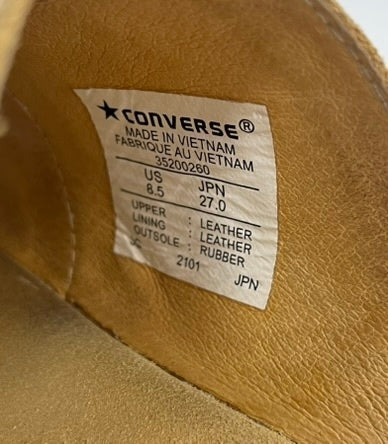 ★CONVERSE®
MADE IN VIETNAM
FABRIQUE AU VIETNAM
35200260
US JPN
8.5 27.0
UPPER : LEATHER
LINING : LEATHER
OUTSOLE : RUBBER
2101 JPN